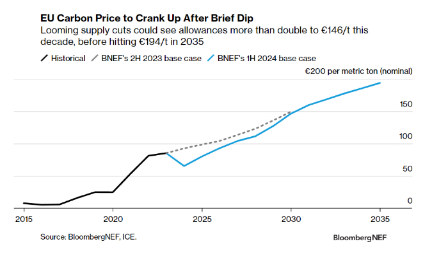 EU Carbon Price to Crank Up After Brief Dip
Looming supply cuts could see allowances more than double to €146/t this
decade, before hitting €194/t in 2035
Historical BNEF's 2H 2023 base case BNEF's 1H 2024 base case
€200 per metric ton (nominal)
150
100
50
0
2015 2020 2025 2030 2035
Source: BloombergNEF, ICE. BloombergNEF